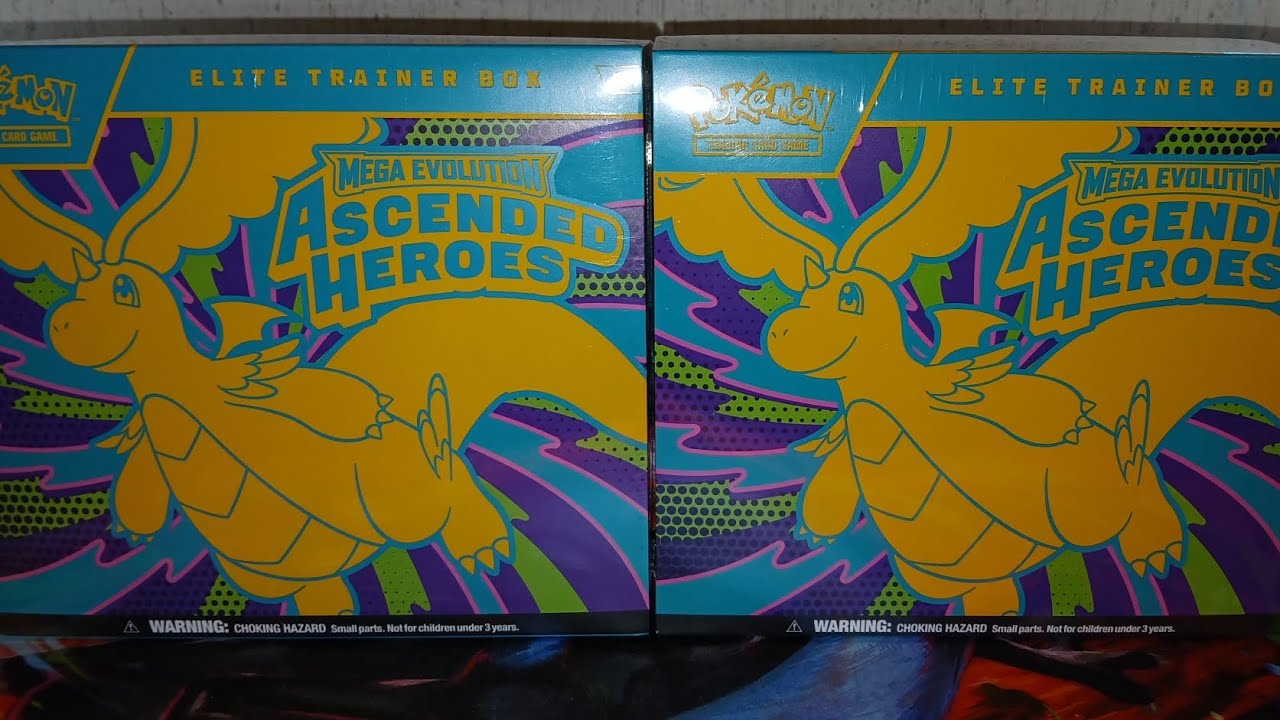 ELITE TRAINER BOX
POKéMON
CARD GAME
MEGA EVOLUTION
ASCENDED
HEROES
WARNING: CHOKING HAZARD Small parts. Not for children under 3 years.
ELITE TRAINER BO
POKéMON
TRADING CARD GAME
MEGA EVOLUTION
ASCENDE
HEROES
WARNING: CHOKING HAZARD Small parts. Not for children under 3 years.